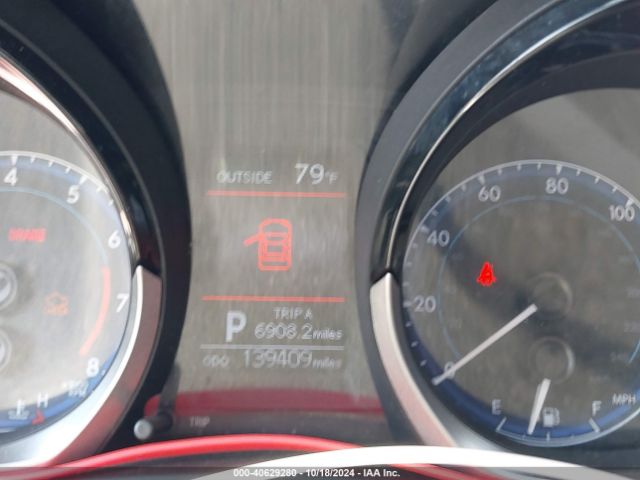 OUTSIDE 79°F
4 5 6 7 8
BRAKE
H
TRIP A
P 6908.2 miles
ODO 139409 miles
TRIP
0 20 40 60 80 100
MPH
E F
000-40629280 - 10/18/2024 - IAA Inc.